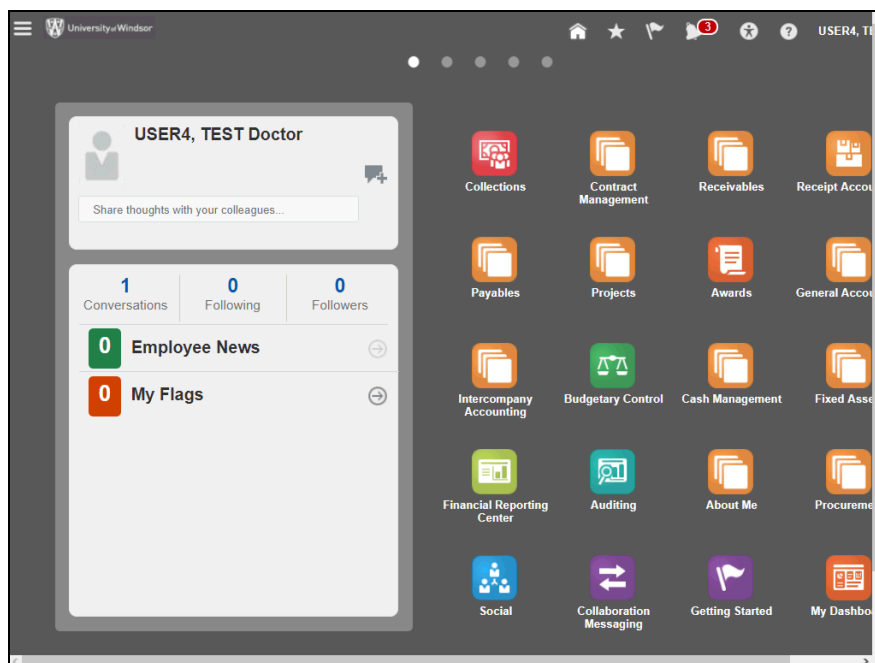 University of Windsor
3
USER4, TE
USER4, TEST Doctor
Share thoughts with your colleagues...
1
0
0
Conversations
Following
Followers
0 Employee News
0 My Flags
Collections
Contract
Management
Receivables
Receipt Accou
Payables
Projects
Awards
General Accou
Intercompany
Accounting
Budgetary Control
Cash Management
Fixed Asse
Financial Reporting
Center
Auditing
About Me
Procureme
Social
Collaboration
Messaging
Getting Started
My Dashbo